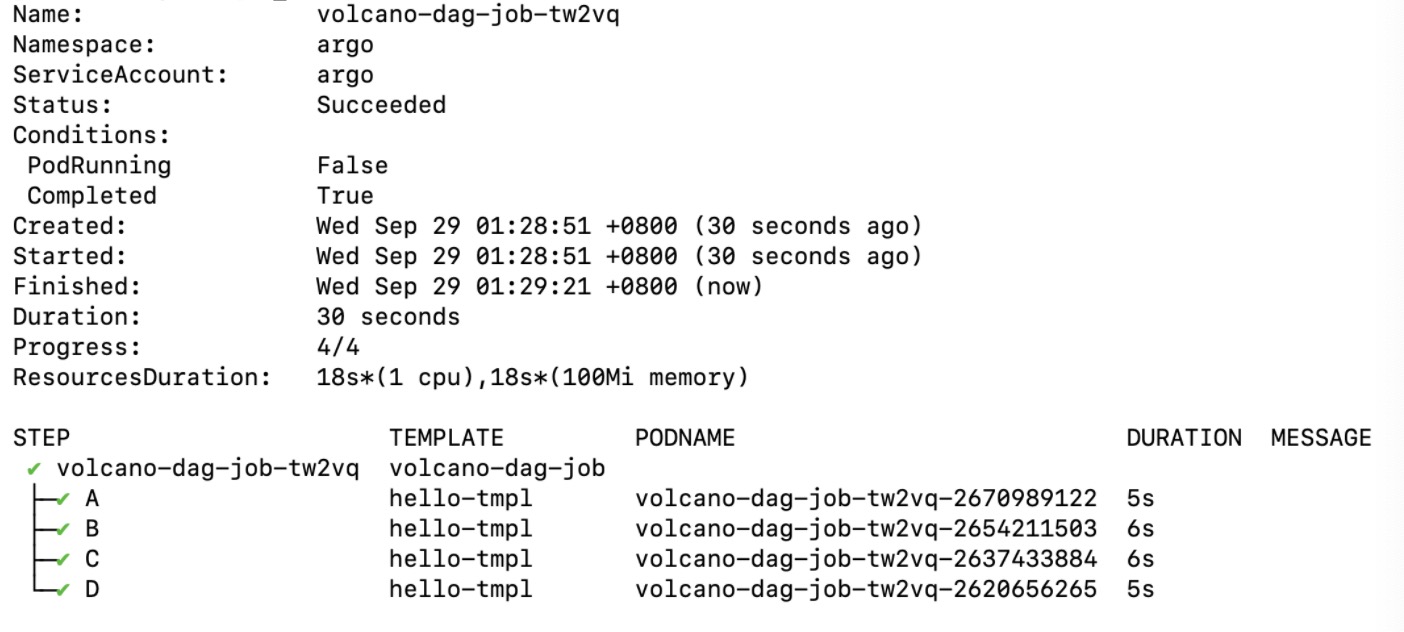 Name:                volcano-dag-job-tw2vq
Namespace:           argo
ServiceAccount:      argo
Status:              Succeeded
Conditions:
 PodRunning          False
 Completed           True
Created:             Wed Sep 29 01:28:51 +0800 (30 seconds ago)
Started:             Wed Sep 29 01:28:51 +0800 (30 seconds ago)
Finished:            Wed Sep 29 01:29:21 +0800 (now)
Duration:            30 seconds
Progress:            4/4
ResourcesDuration:   18s*(1 cpu),18s*(100Mi memory)

STEP                      TEMPLATE         PODNAME                           DURATION  MESSAGE
 ✔ volcano-dag-job-tw2vq  volcano-dag-job
 ├─✔ A                    hello-tmpl       volcano-dag-job-tw2vq-2670989122  5s
 ├─✔ B                    hello-tmpl       volcano-dag-job-tw2vq-2654211503  6s
 ├─✔ C                    hello-tmpl       volcano-dag-job-tw2vq-2637433884  6s
 └─✔ D                    hello-tmpl       volcano-dag-job-tw2vq-2620656265  5s